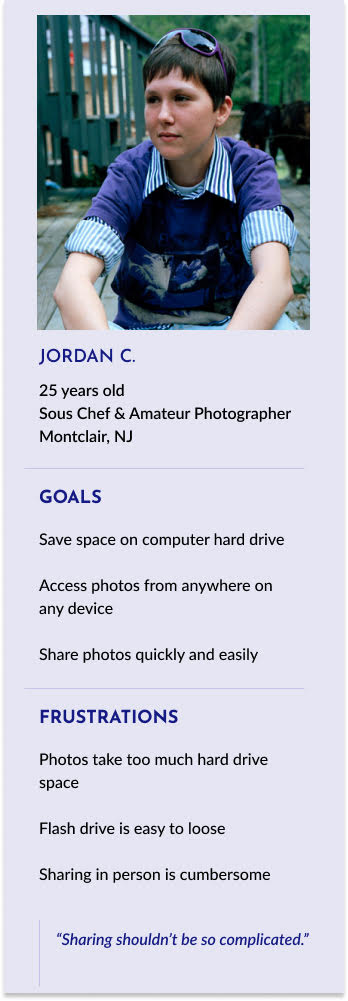 JORDAN C.
25 years old
Sous Chef & Amateur Photographer
Montclair, NJ
GOALS
Save space on computer hard drive
Access photos from anywhere on
any device
Share photos quickly and easily
FRUSTRATIONS
Photos take too much hard drive
space
Flash drive is easy to loose
Sharing in person is cumbersome
“Sharing shouldn’t be so complicated.”